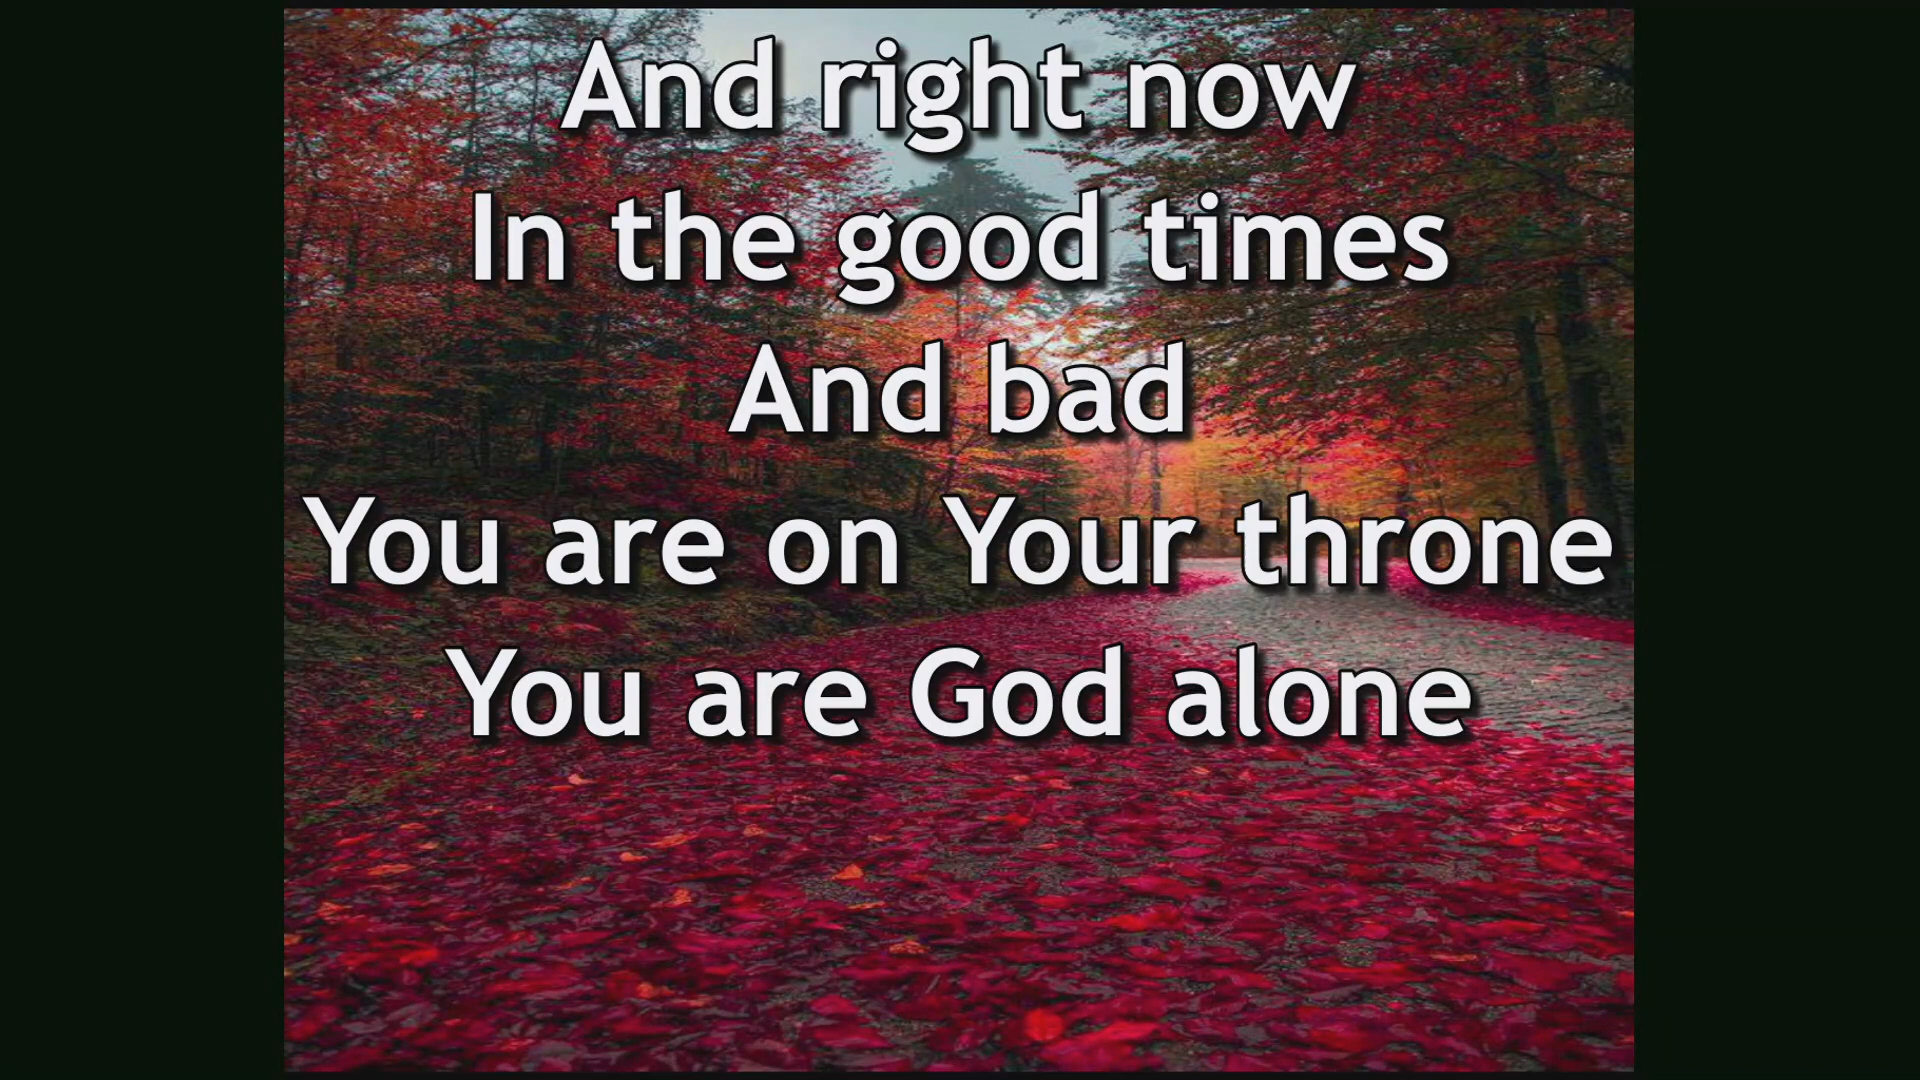 And right now
In the good times
And bad
You are on Your throne
You are God alone